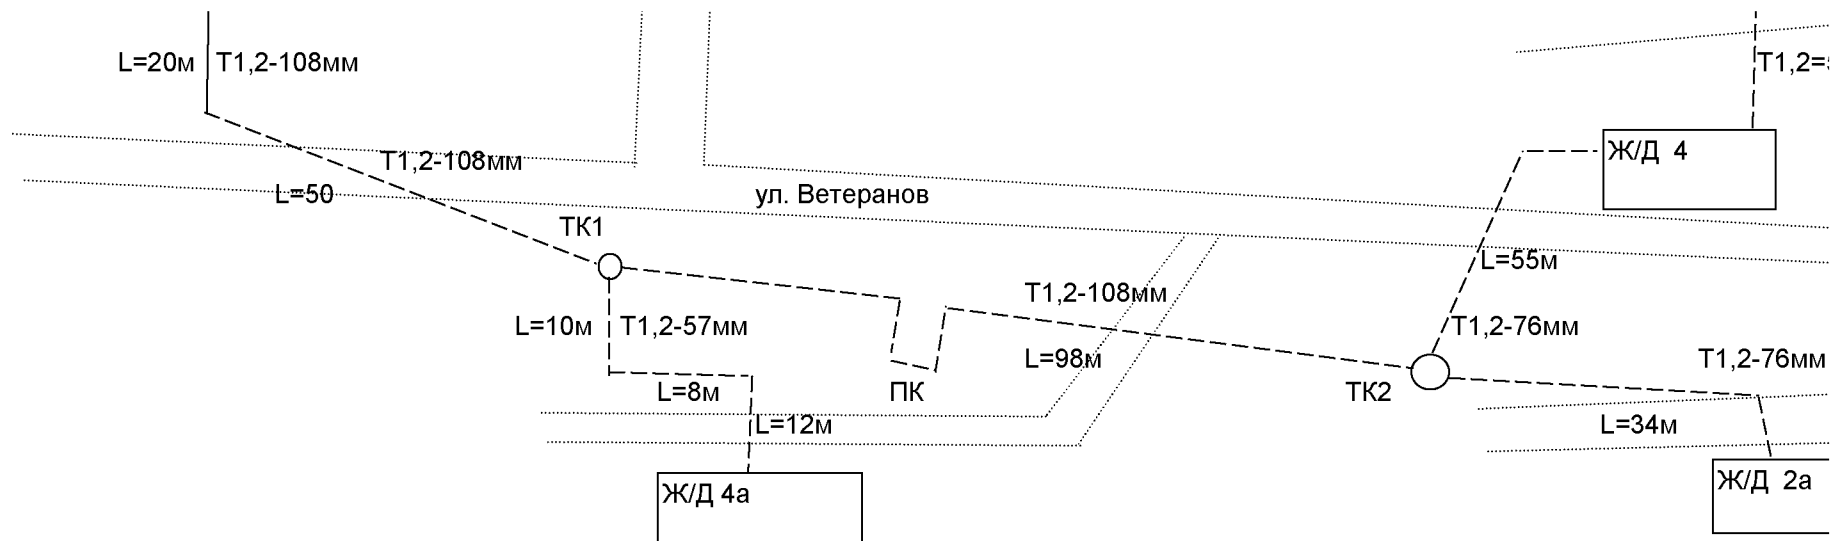 L=20м
Т1,2-108мм
Т1,2=
Т1,2-108мм
Ж/Д 4
L=50
ул. Ветеранов
ТК1
L=55м
Т1,2-108мм
L=10м
Т1,2-57мм
Т1,2-76мм
L=98м
Т1,2-76мм
L=8м
ПК
ТК2
L=12м
L=34м
Ж/Д 4а
Ж/Д 2а